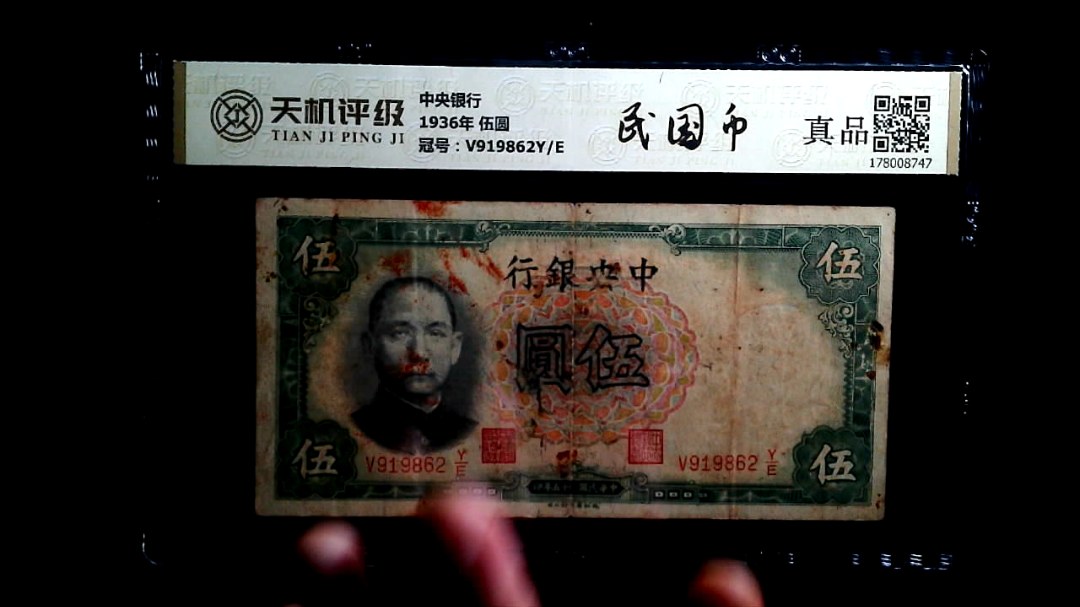 天机评级
TIAN JI PING JI
中央银行
1936年 伍圆
冠号：V919862Y/E
民国币
真品
178008747
伍
行銀央中
伍
圓伍
伍
V919862 Y/E
V919862 Y/E
伍